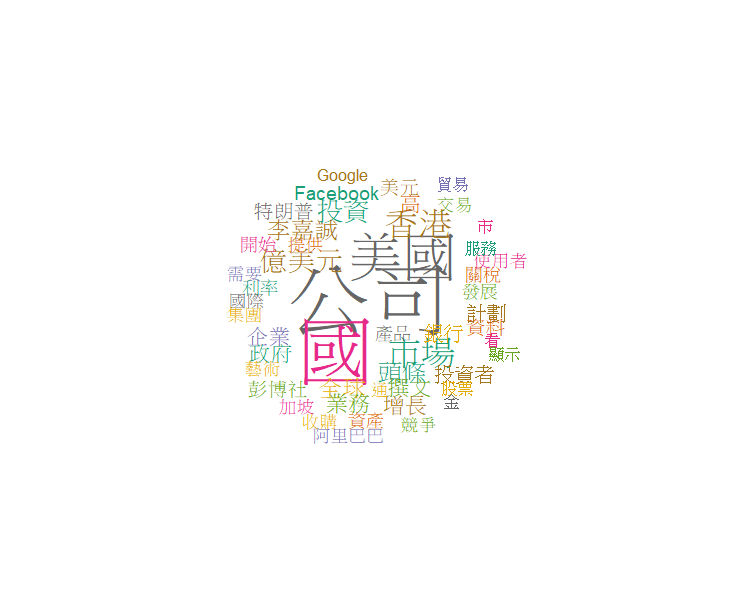 Google
美元
貿易
Facebook
高
交易
特朗普
投資
香港
市
李嘉誠
開始
提供
美國
服務
億美元
使用者
需要
公司
關稅
利率
發展
國際
集團
計劃
國
產品
銀行
資料
企業
看
政府
市場
顯示
藝術
頭條
投資者
彭博社
全球
通
撰文
股票
加坡
業務
增長
金
收購
資產
競爭
阿里巴巴